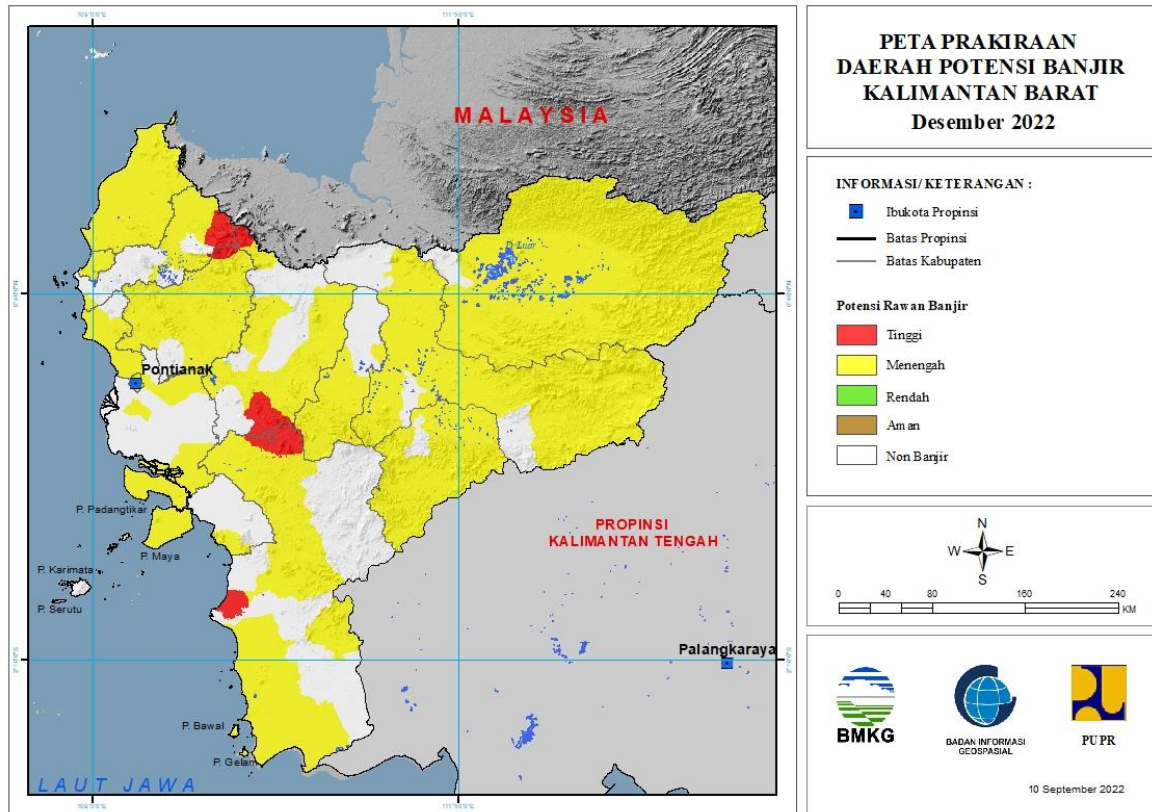 PETA PRAKIRAAN
DAERAH POTENSI BANJIR
KALIMANTAN BARAT
Desember 2022
INFORMASI/ KETERANGAN :
Ibukota Propinsi
Batas Propinsi
Batas Kabupaten
Potensi Rawan Banjir
Tinggi
Menengah
Rendah
Aman
Non Banjir
N
W E
S
0 40 80 160 240
KM
BMKG
BADAN INFORMASI
GEOSPASIAL
PUPR
10 September 2022
MALAYSIA
D. Luar
Pontianak
P. Padangtikar
P. Maya
P. Karimata
P. Serutu
PROPINSI
KALIMANTAN TENGAH
Palangkaraya
P. Bawal
P. Gelam
LAUT JAWA